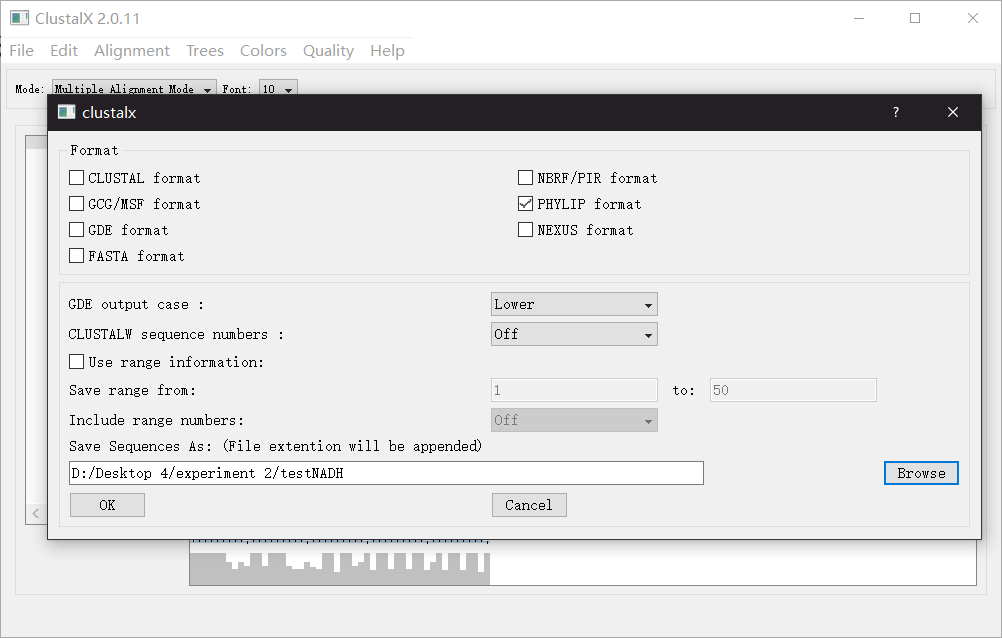 ClustalX 2.0.11
File Edit Alignment Trees Colors Quality Help
Mode: Multiple Alignment Mode Font: 10
clustalx ?
Format
CLUSTAL format NBRF/PIR format
GCG/MSF format PHYLIP format
GDE format NEXUS format
FASTA format
GDE output case : Lower
CLUSTALW sequence numbers : Off
Use range information:
Save range from: 1 to: 50
Include range numbers: Off
Save Sequences As: (File extention will be appended)
D:/Desktop 4/experiment 2/testNADH Browse
OK Cancel